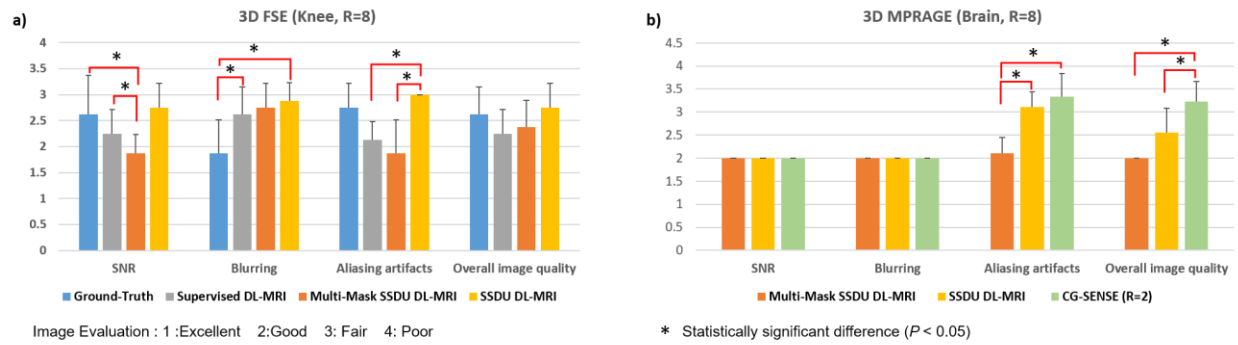 a)
3D FSE (Knee, R=8)
4
3.5
3
2.5
2
1.5
1
0.5
0
* * * * * *
SNR Blurring Aliasing artifacts Overall image quality
Ground-Truth Supervised DL-MRI Multi-Mask SSDU DL-MRI SSDU DL-MRI
Image Evaluation : 1 :Excellent 2:Good 3: Fair 4: Poor
b)
3D MPRAGE (Brain, R=8)
4.5
4
3.5
3
2.5
2
1.5
1
0.5
0
* * * *
SNR Blurring Aliasing artifacts Overall image quality
Multi-Mask SSDU DL-MRI SSDU DL-MRI CG-SENSE (R=2)
* Statistically significant difference (P < 0.05)